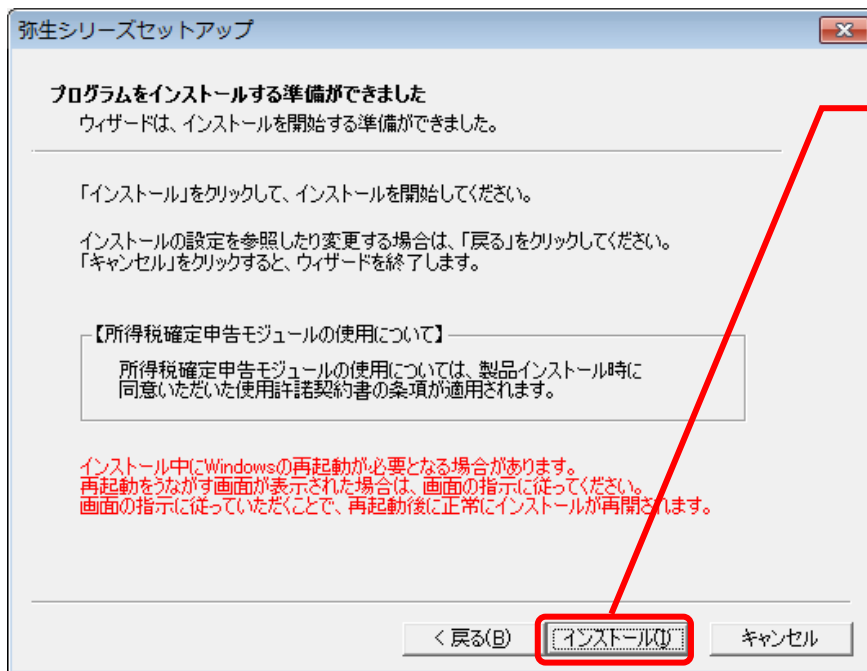 弥生シリーズセットアップ
プログラムをインストールする準備ができました
ウィザードは、インストールを開始する準備ができました。
「インストール」をクリックして、インストールを開始してください。
インストールの設定を参照したり変更する場合は、「戻る」をクリックしてください。
「キャンセル」をクリックすると、ウィザードを終了します。
【所得税確定申告モジュールの使用について】
所得税確定申告モジュールの使用については、製品インストール時に
同意いただいた使用許諾契約書の条項が適用されます。
インストール中にWindowsの再起動が必要となる場合があります。
再起動をうながす画面が表示された場合は、画面の指示に従ってください。
画面の指示に従っていただくことで、再起動後に正常にインストールが再開されます。
< 戻る(B) インストール(I) キャンセル